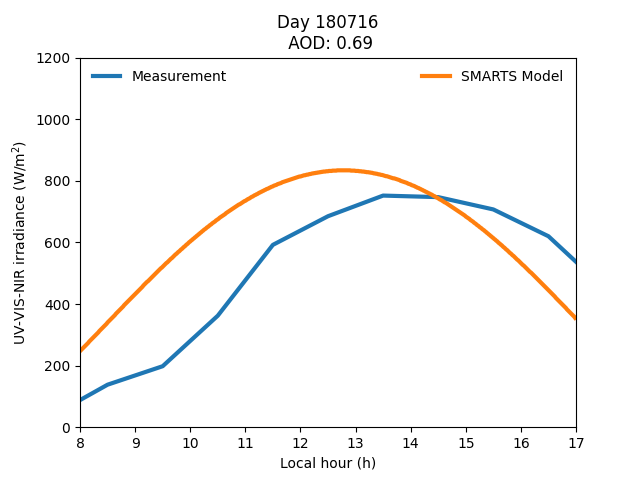 Day 180716
AOD: 0.69
Measurement
SMARTS Model
UV-VIS-NIR irradiance (W/m²)
1200
1000
800
600
400
200
0
8 9 10 11 12 13 14 15 16 17
Local hour (h)